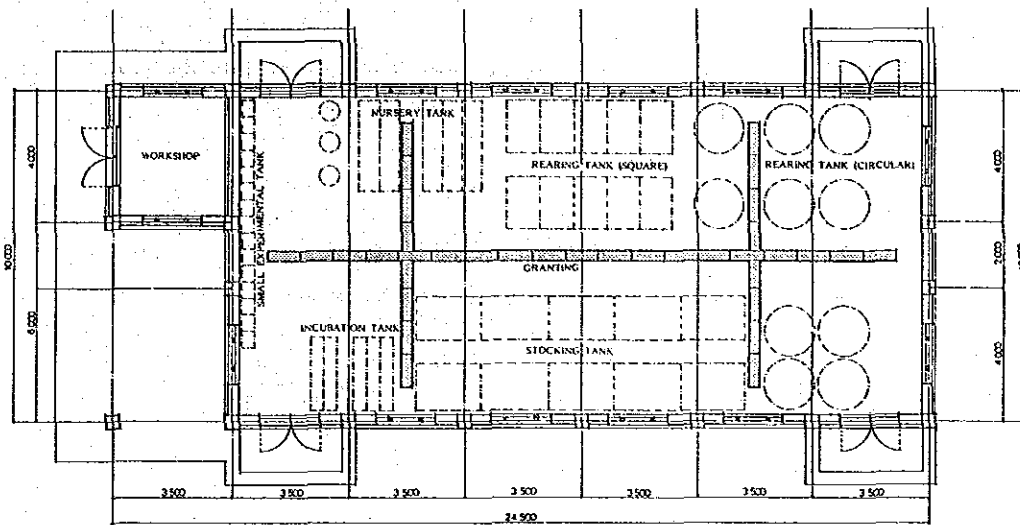 NURSERY TANK
WORKSHOP
REARING TANK (SQUARE)
REARING TANK (CIRCULAR)
SMALL EXPERIMENTAL TANK
GRANTING
INCUBATION TANK
STOCKING TANK
4000
6000
10000
4000
2000
4000
3500
3500
3500
3500
3500
3500
3500
24500